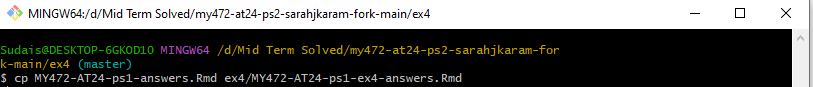 MINGW64:/d/Mid Term Solved/my472-at24-ps2-sarahjkaram-fork-main/ex4
Sudais@DESKTOP-6GKOD10 MINGW64 /d/Mid Term Solved/my472-at24-ps2-sarahjkaram-for
k-main/ex4 (master)
$ cp MY472-AT24-ps1-answers.Rmd ex4/MY472-AT24-ps1-ex4-answers.Rmd